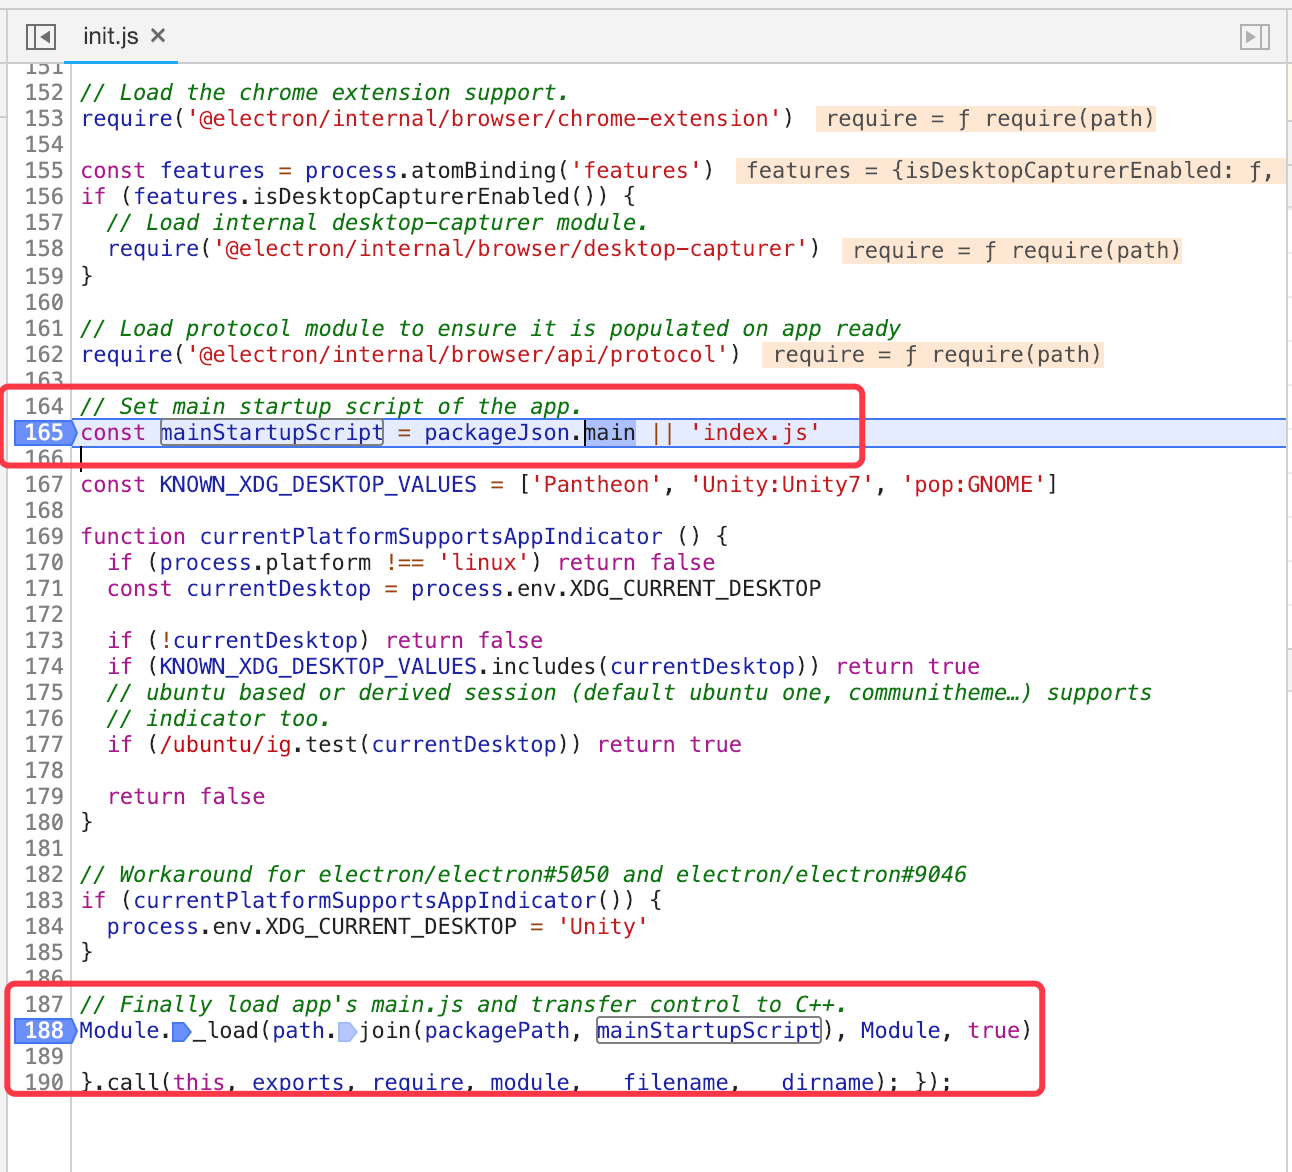 init.js ×
151
152 // Load the chrome extension support.
153 require('@electron/internal/browser/chrome-extension') require = ƒ require(path)
154
155 const features = process.atomBinding('features') features = {isDesktopCapturerEnabled: ƒ,
156 if (features.isDesktopCapturerEnabled()) {
157 // Load internal desktop-capturer module.
158 require('@electron/internal/browser/desktop-capturer') require = ƒ require(path)
159 }
160
161 // Load protocol module to ensure it is populated on app ready
162 require('@electron/internal/browser/api/protocol') require = ƒ require(path)
163
164 // Set main startup script of the app.
165 const mainStartupScript = packageJson.main || 'index.js'
166
167 const KNOWN_XDG_DESKTOP_VALUES = ['Pantheon', 'Unity:Unity7', 'pop:GNOME']
168
169 function currentPlatformSupportsAppIndicator () {
170 if (process.platform !== 'linux') return false
171 const currentDesktop = process.env.XDG_CURRENT_DESKTOP
172
173 if (!currentDesktop) return false
174 if (KNOWN_XDG_DESKTOP_VALUES.includes(currentDesktop)) return true
175 // ubuntu based or derived session (default ubuntu one, communitheme…) supports
176 // indicator too.
177 if (/ubuntu/ig.test(currentDesktop)) return true
178
179 return false
180 }
181
182 // Workaround for electron/electron#5050 and electron/electron#9046
183 if (currentPlatformSupportsAppIndicator()) {
184 process.env.XDG_CURRENT_DESKTOP = 'Unity'
185 }
186
187 // Finally load app's main.js and transfer control to C++.
188 Module._load(path.join(packagePath, mainStartupScript), Module, true)
189
190 }.call(this, exports, require, module, __filename, __dirname); });